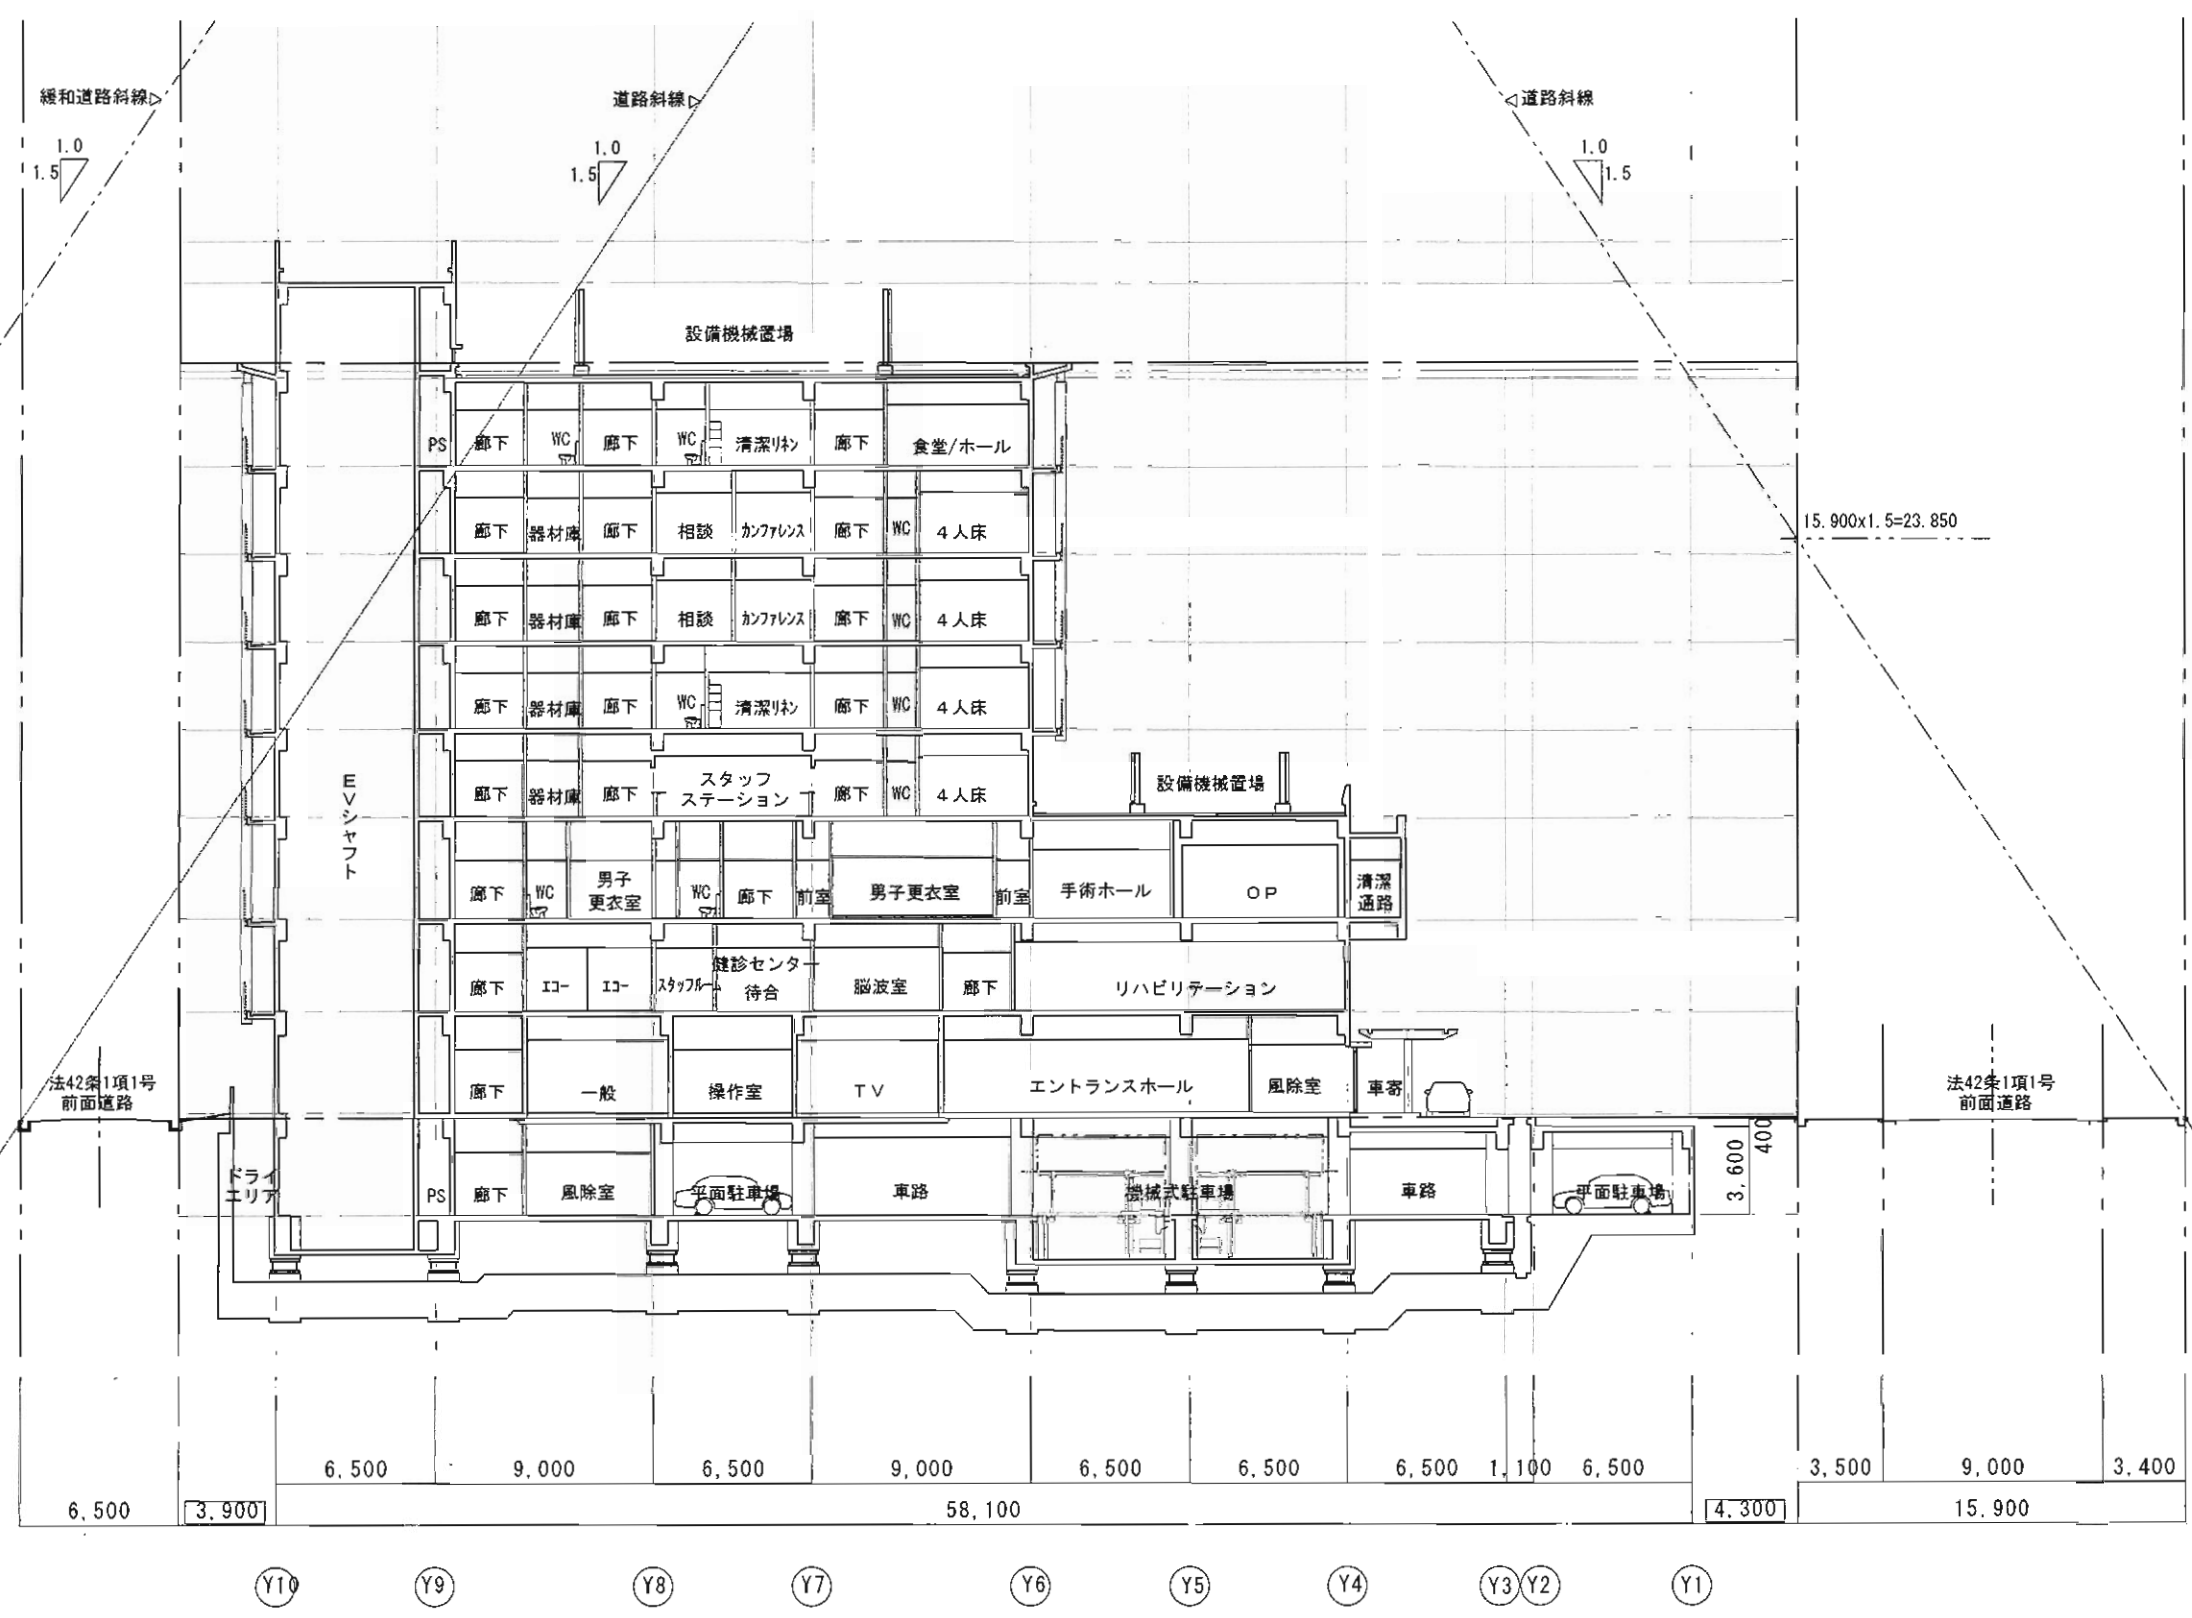 緩和道路斜線
道路斜線
道路斜線
1.0
1.5
1.0
1.5
1.0
1.5
設備機械置場
PS
廊下
WC
廊下
WC
清潔リネン
廊下
食堂/ホール
15.900x1.5=23.850
廊下
器材庫
廊下
相談
カンファレンス
廊下
WC
4人床
廊下
器材庫
廊下
相談
カンファレンス
廊下
WC
4人床
廊下
器材庫
廊下
WC
清潔リネン
廊下
WC
4人床
EVシャフト
廊下
器材庫
廊下
スタッフ
ステーション
廊下
WC
4人床
設備機械置場
廊下
WC
男子
更衣室
WC
廊下
前室
男子更衣室
前室
手術ホール
OP
清潔
通路
廊下
エコー
エコー
スタッフルーム
健診センター
待合
脳波室
廊下
リハビリテーション
法42条1項1号
前面道路
廊下
一般
操作室
TV
エントランスホール
風除室
車寄
法42条1項1号
前面道路
ドライ
エリア
PS
廊下
風除室
平面駐車場
車路
機械式駐車場
車路
平面駐車場
3,600
400
6,500
9,000
6,500
9,000
6,500
6,500
6,500
1,100
6,500
3,500
9,000
3,400
6,500
3,900
58,100
4,300
15.900
Y10
Y9
Y8
Y7
Y6
Y5
Y4
Y3
Y2
Y1